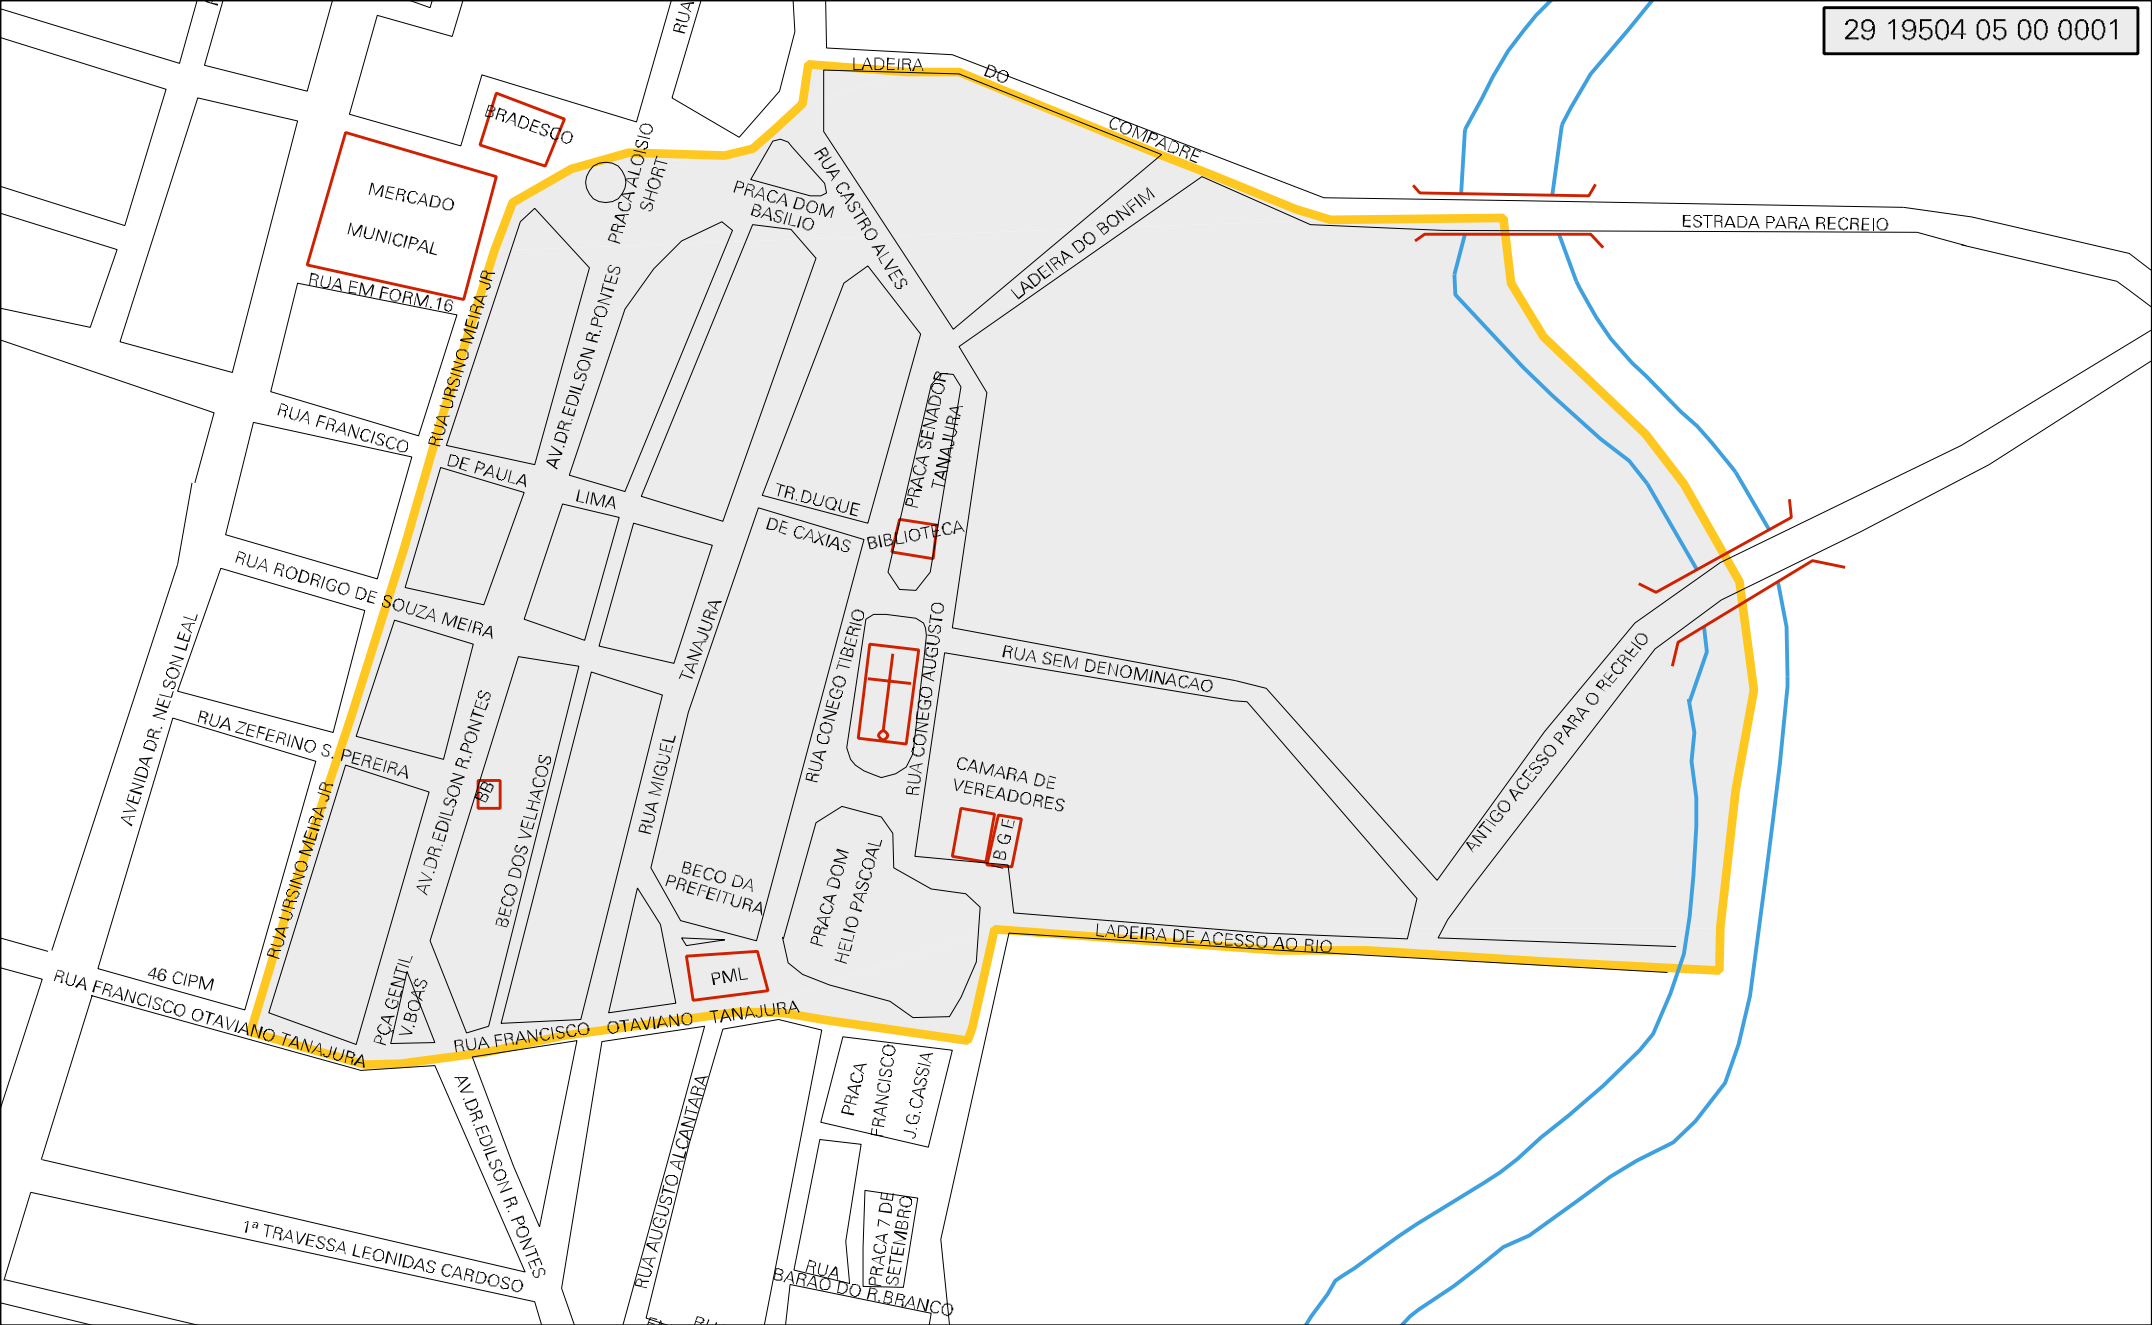 29 19504 05 00 0001
RUA
LADEIRA
DO
COMPADRE
ESTRADA PARA RECREIO
BRADESCO
MERCADO
MUNICIPAL
PRACA ALOISIO
SHORT
PRACA DOM
BASILIO
RUA CASTRO ALVES
LADEIRA DO BONFIM
RUA EM FORM.16
RUA URSINO MEIRA JR
AV.DR.EDILSON R.PONTES
RUA FRANCISCO
DE PAULA
LIMA
PRACA SENADOR
TANAJURA
TR.DUQUE
DE CAXIAS
BIBLIOTECA
RUA RODRIGO DE SOUZA MEIRA
AVENIDA DR. NELSON LEAL
TANAJURA
RUA MIGUEL
RUA CONEGO TIBERIO
RUA CONEGO AUGUSTO
RUA SEM DENOMINACAO
ANTIGO ACESSO PARA O RECREIO
RUA ZEFERINO S. PEREIRA
AV.DR.EDILSON R.PONTES
BB
BECO DOS VELHACOS
RUA URSINO MEIRA JR
CAMARA DE
VEREADORES
IBGE
BECO DA
PREFEITURA
PRACA DOM
HELIO PASCOAL
LADEIRA DE ACESSO AO RIO
PML
46 CIPM
PCA GENTIL
V.BOAS
RUA FRANCISCO OTAVIANO TANAJURA
RUA FRANCISCO OTAVIANO TANAJURA
PRACA
FRANCISCO
J.G.CASSIA
AV.DR.EDILSON R. PONTES
RUA AUGUSTO ALCANTARA
PRACA 7 DE
SETEMBRO
1ª TRAVESSA LEONIDAS CARDOSO
RUA
BARAO DO R.BRANCO